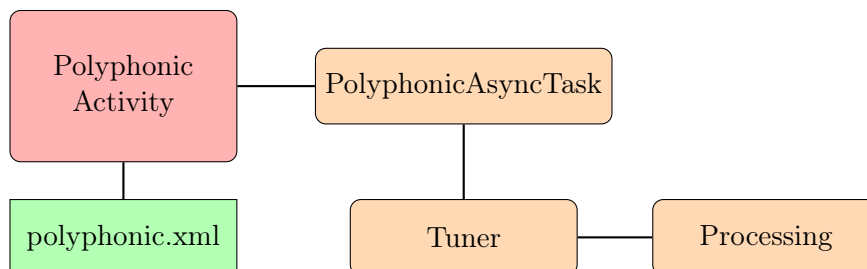 Polyphonic
Activity
PolyphonicAsyncTask
polyphonic.xml
Tuner
Processing